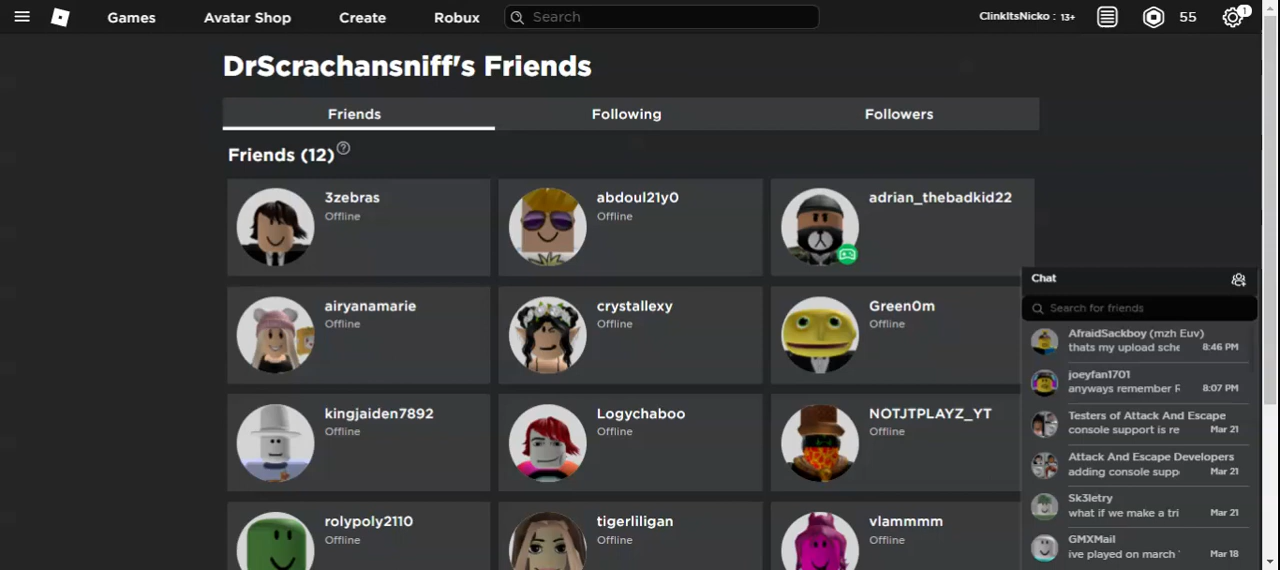 Games Avatar Shop Create Robux Search ClinkItsNicko : 13+ 55 1
DrScrachansniff's Friends
Friends Following Followers
Friends (12) ?
3zebras
Offline
abdoul21y0
Offline
adrian_thebadkid22
airyanamarie
Offline
crystallexy
Offline
Green0m
Offline
kingjaiden7892
Offline
Logychaboo
Offline
NOTJTPLAYZ_YT
Offline
rolypoly2110
Offline
tigerliligan
Offline
vlammmm
Offline
Chat
Search for friends
AfraidSackboy (mzh Euv)
thats my upload sche 8:46 PM
joeyfan1701
anyways remember 8:07 PM
Testers of Attack And Escape
console support is re Mar 21
Attack And Escape Developers
adding console supp Mar 21
Sk3letry
what if we make a tri Mar 21
GMXMail
ive played on march Mar 18